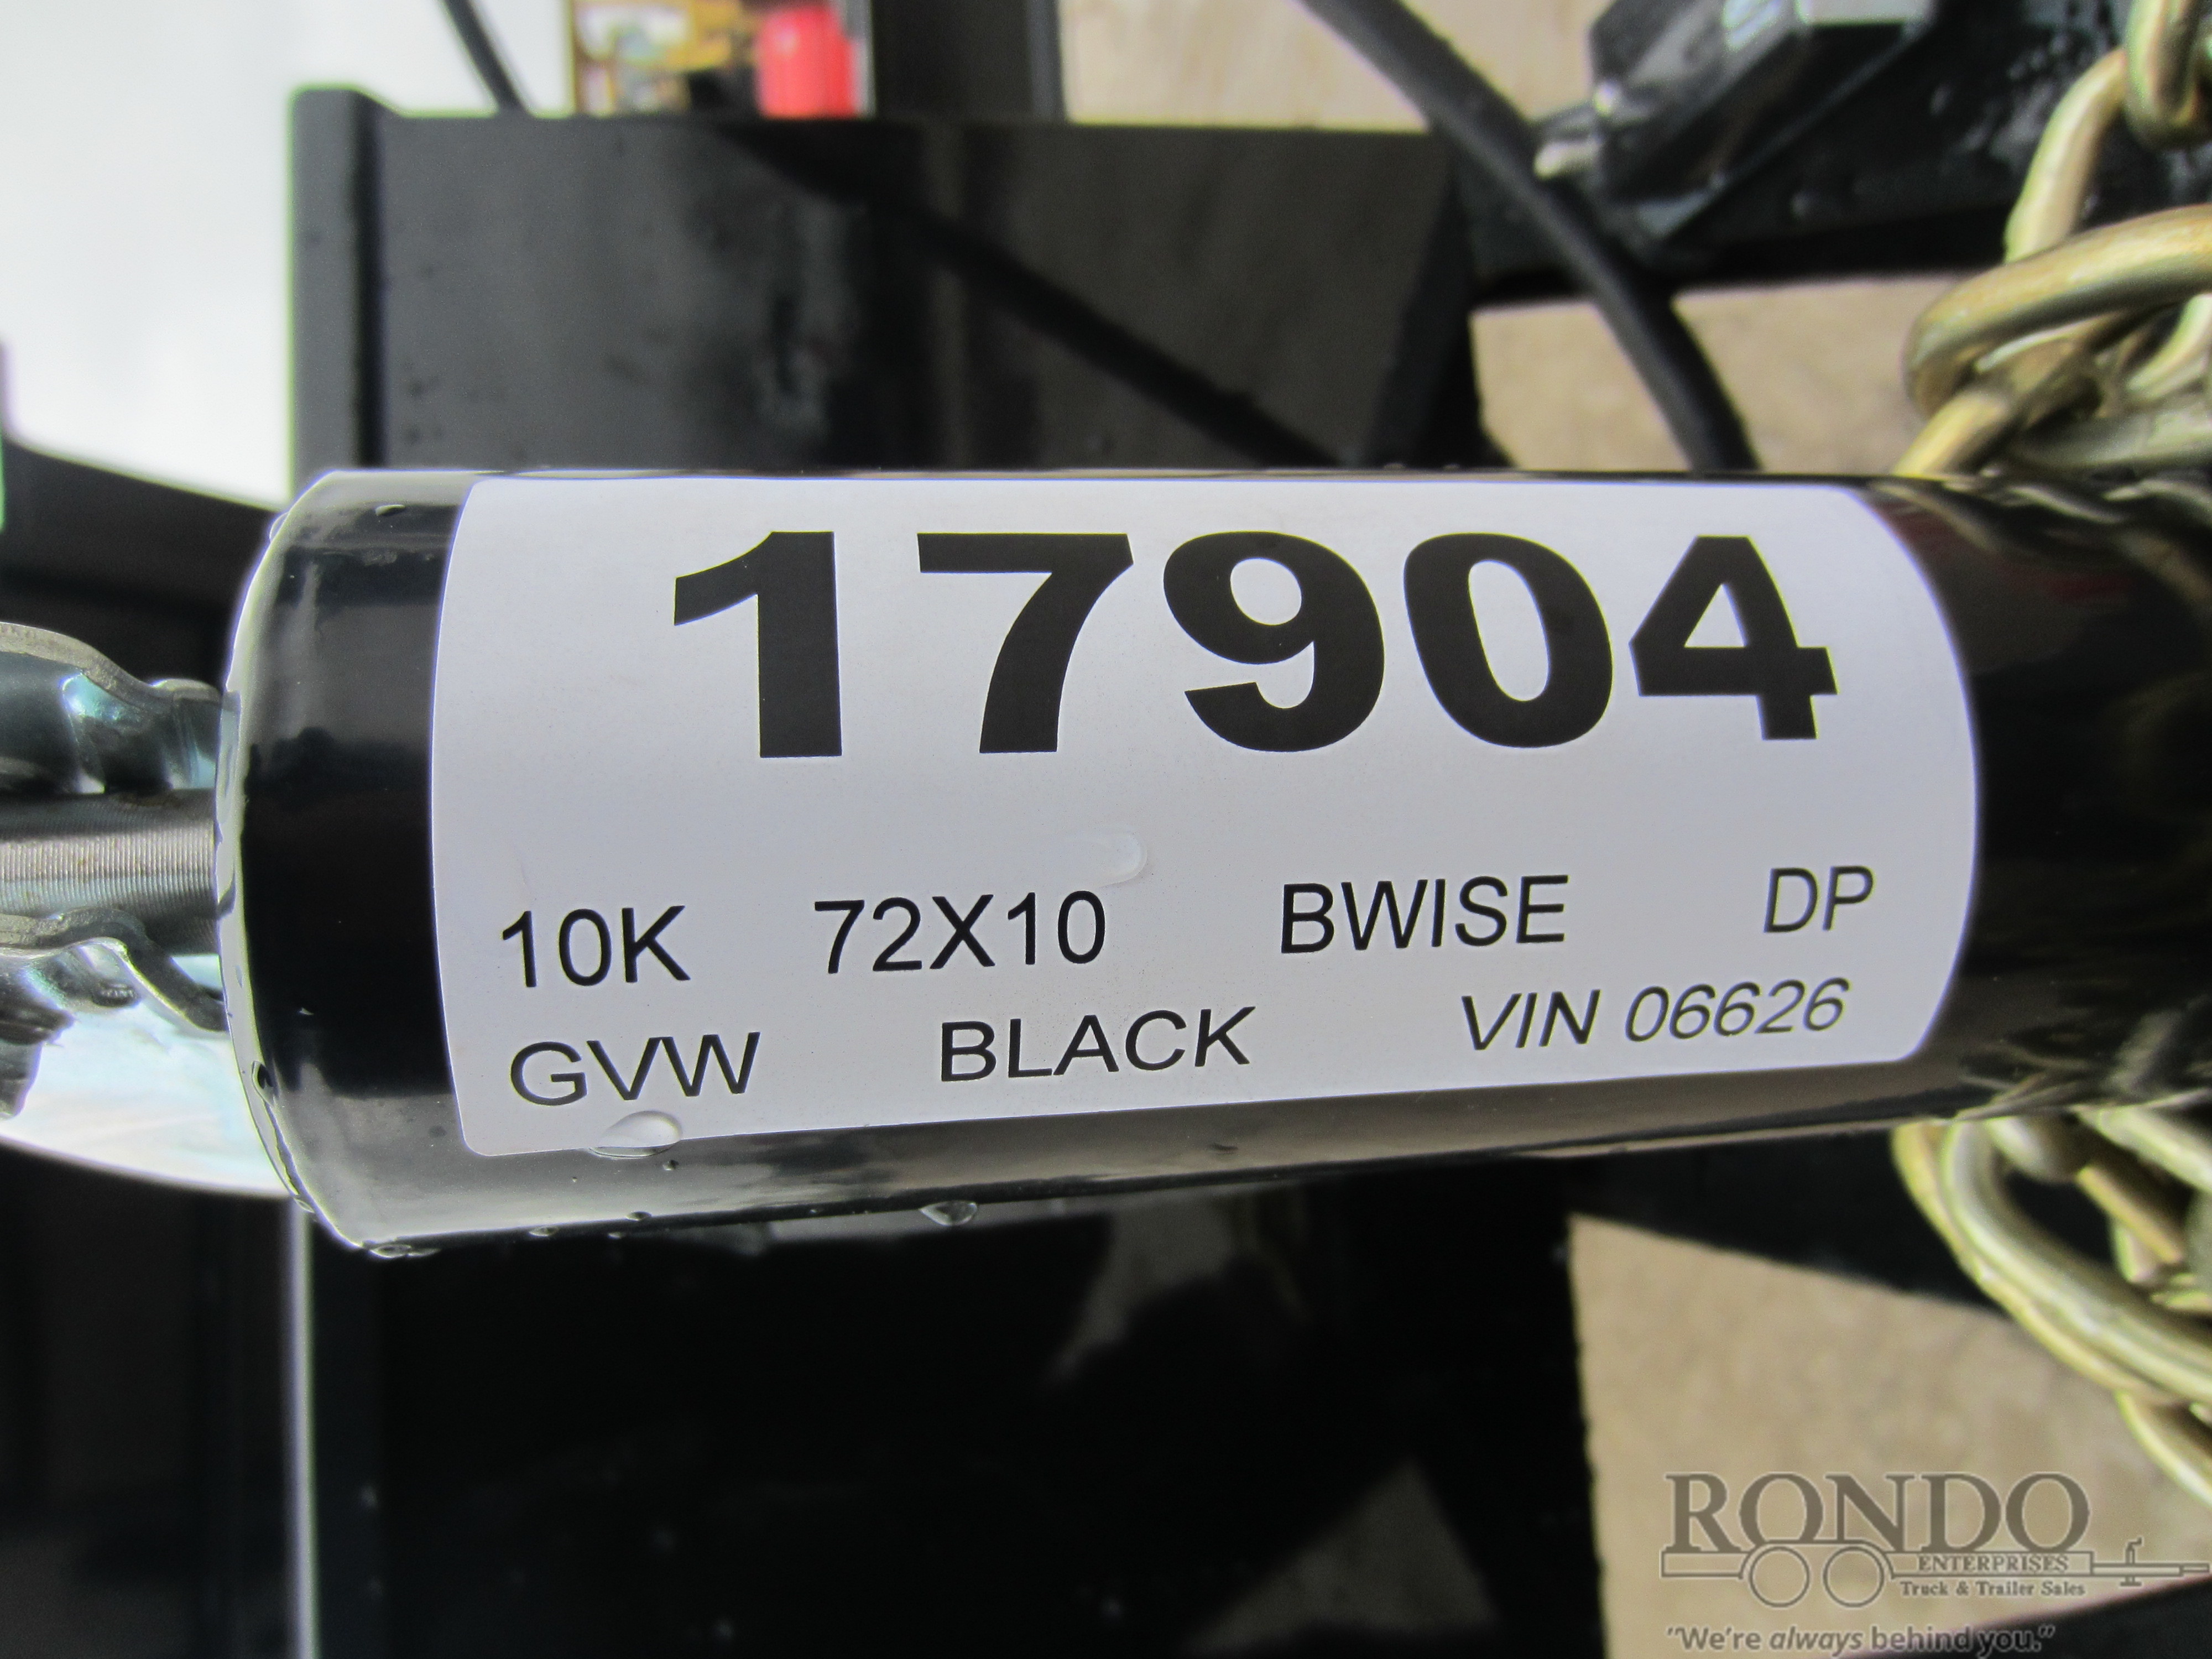 17904
10K 72X10 BWISE DP
GVW BLACK VIN 06626
RONDO
ENTERPRISES
Truck & Trailer Sales
"We're always behind you."